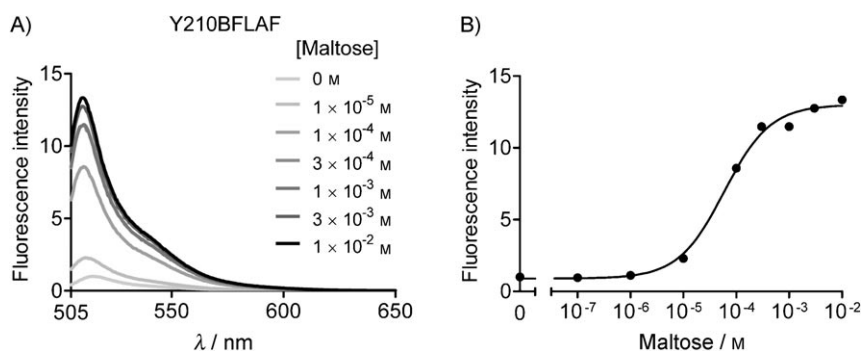 A)
Y210BFLAF
[Maltose]
0 M
1 × 10⁻⁵ M
1 × 10⁻⁴ M
3 × 10⁻⁴ M
1 × 10⁻³ M
3 × 10⁻³ M
1 × 10⁻² M
Fluorescence intensity
15
10
5
0
505 550 600 650
λ / nm
B)
Fluorescence intensity
15
10
5
0
0 10⁻⁷ 10⁻⁶ 10⁻⁵ 10⁻⁴ 10⁻³ 10⁻²
Maltose / M